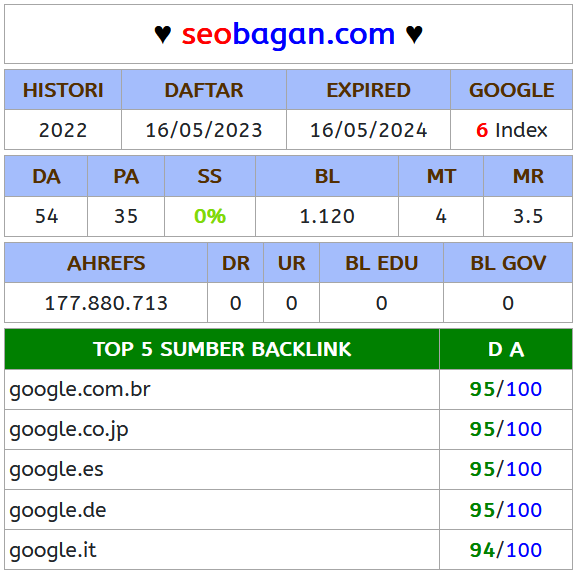 ♥ seobagan.com ♥
HISTORI DAFTAR EXPIRED GOOGLE
2022 16/05/2023 16/05/2024 6 Index
DA PA SS BL MT MR
54 35 0% 1.120 4 3.5
AHREFS DR UR BL EDU BL GOV
177.880.713 0 0 0 0
TOP 5 SUMBER BACKLINK D A
google.com.br 95/100
google.co.jp 95/100
google.es 95/100
google.de 95/100
google.it 94/100